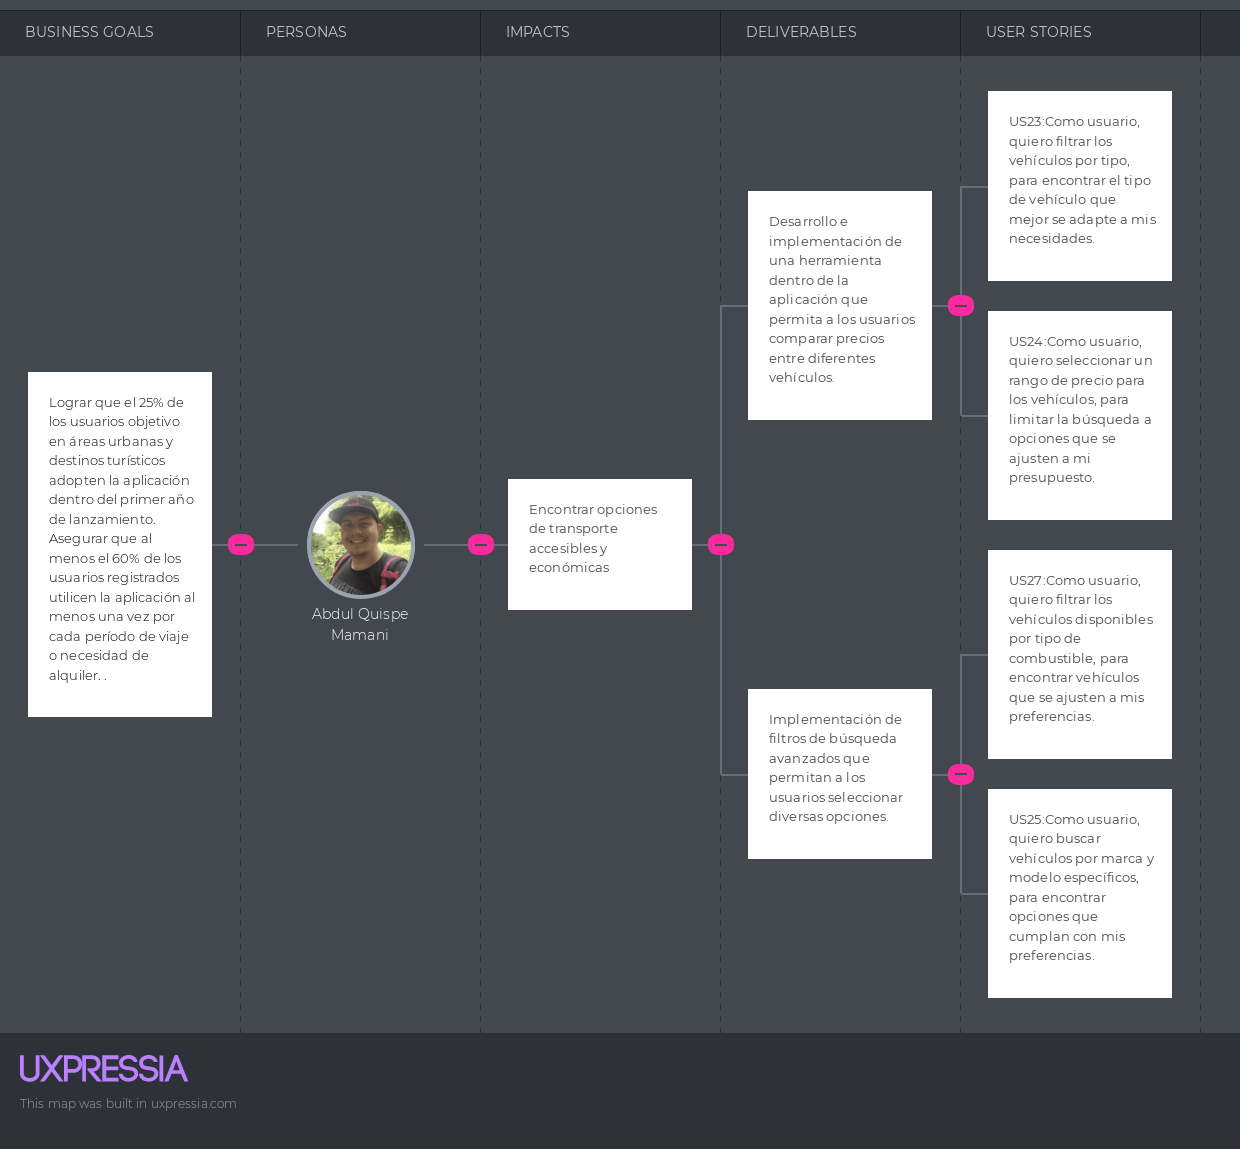 BUSINESS GOALS
PERSONAS
IMPACTS
DELIVERABLES
USER STORIES
Lograr que el 25% de
los usuarios objetivo
en áreas urbanas y
destinos turísticos
adopten la aplicación
dentro del primer año
de lanzamiento.
Asegurar que al
menos el 60% de los
usuarios registrados
utilicen la aplicación al
menos una vez por
cada período de viaje
o necesidad de
alquiler. .
Abdul Quispe
Mamani
Encontrar opciones
de transporte
accesibles y
económicas
Desarrollo e
implementación de
una herramienta
dentro de la
aplicación que
permita a los usuarios
comparar precios
entre diferentes
vehículos.
Implementación de
filtros de búsqueda
avanzados que
permitan a los
usuarios seleccionar
diversas opciones.
US23:Como usuario,
quiero filtrar los
vehículos por tipo,
para encontrar el tipo
de vehículo que
mejor se adapte a mis
necesidades.
US24:Como usuario,
quiero seleccionar un
rango de precio para
los vehículos, para
limitar la búsqueda a
opciones que se
ajusten a mi
presupuesto.
US27:Como usuario,
quiero filtrar los
vehículos disponibles
por tipo de
combustible, para
encontrar vehículos
que se ajusten a mis
preferencias.
US25:Como usuario,
quiero buscar
vehículos por marca y
modelo específicos,
para encontrar
opciones que
cumplan con mis
preferencias.
UXPRESSIA
This map was built in uxpressia.com